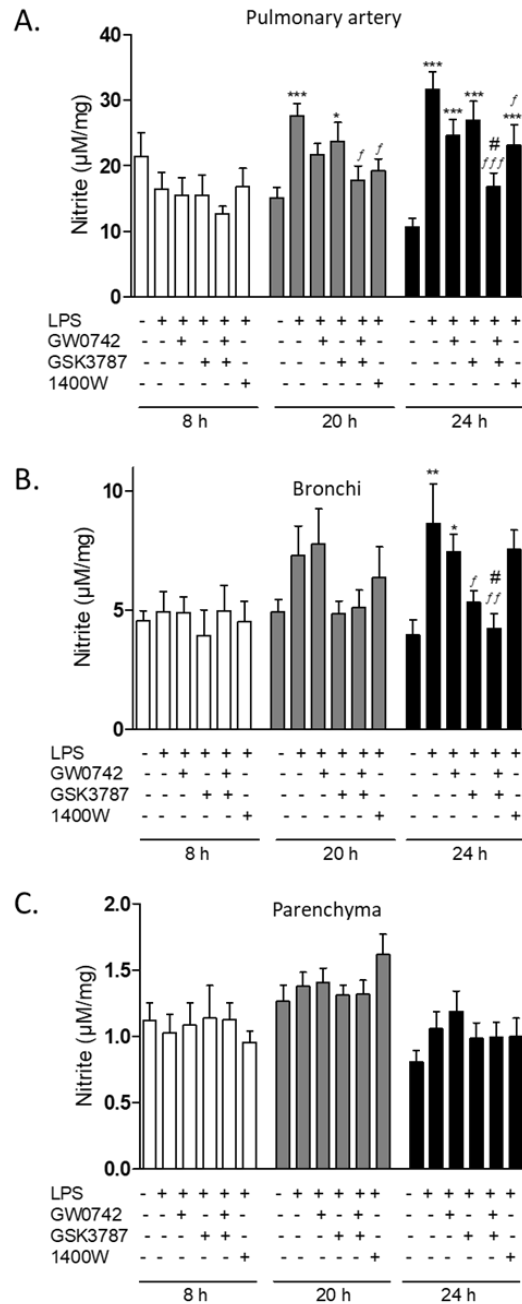 A.
Pulmonary artery
Nitrite (µM/mg)
40
30
20
10
0
***
*
ƒ
ƒ
***
***
***
#
ƒƒƒ
ƒ
***
LPS - + + + + + - + + + + + - + + + + +
GW0742 - - + - + - - - + - + - - - + - + -
GSK3787 - - - + + - - - - + + - - - - + + -
1400W - - - - - + - - - - - + - - - - - +
8 h 20 h 24 h
B.
Bronchi
Nitrite (µM/mg)
10
5
0
**
*
ƒ
#
ƒƒ
LPS - + + + + + - + + + + + - + + + + +
GW0742 - - + - + - - - + - + - - - + - + -
GSK3787 - - - + + - - - - + + - - - - + + -
1400W - - - - - + - - - - - + - - - - - +
8 h 20 h 24 h
C.
Parenchyma
Nitrite (µM/mg)
2.0
1.5
1.0
0.5
0.0
LPS - + + + + + - + + + + + - + + + + +
GW0742 - - + - + - - - + - + - - - + - + -
GSK3787 - - - + + - - - - + + - - - - + + -
1400W - - - - - + - - - - - + - - - - - +
8 h 20 h 24 h